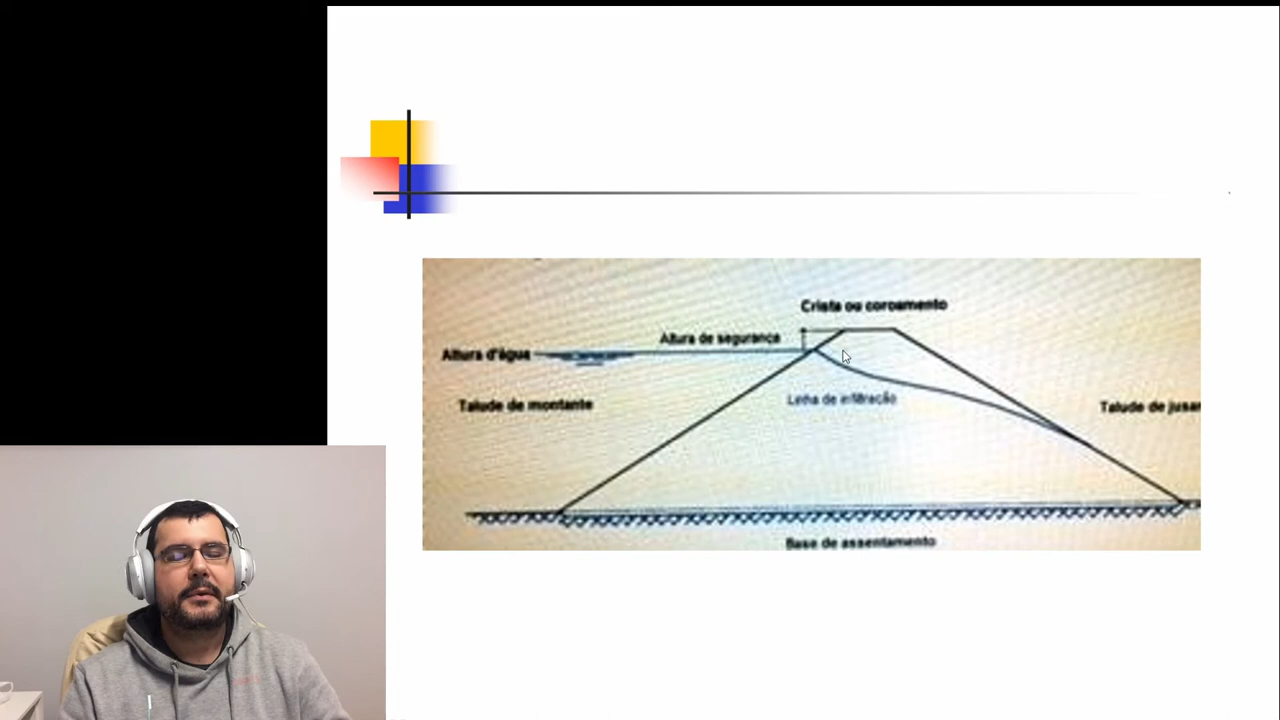 Crista ou coroamento
Altura de segurança
Altura d'água
Linha de infiltração
Talude de montante
Talude de jusan
Base de assentamento